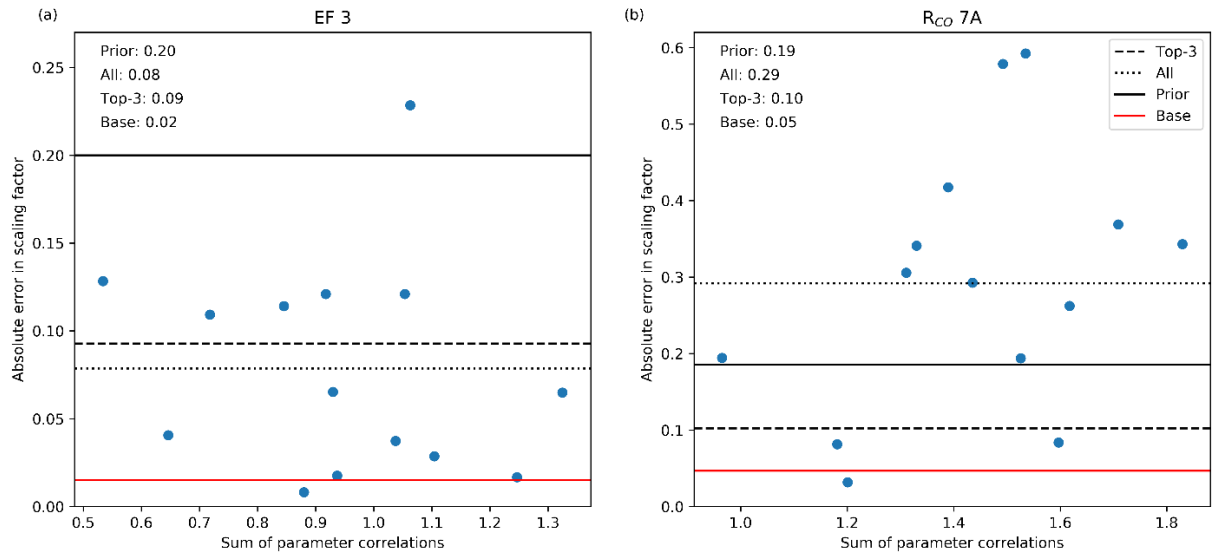 (a)
EF 3
Prior: 0.20
All: 0.08
Top-3: 0.09
Base: 0.02
Absolute error in scaling factor
0.25
0.20
0.15
0.10
0.05
0.00
0.5 0.6 0.7 0.8 0.9 1.0 1.1 1.2 1.3
Sum of parameter correlations
(b)
R_CO 7A
Prior: 0.19
All: 0.29
Top-3: 0.10
Base: 0.05
Top-3
All
Prior
Base
Absolute error in scaling factor
0.6
0.5
0.4
0.3
0.2
0.1
0.0
1.0 1.2 1.4 1.6 1.8
Sum of parameter correlations